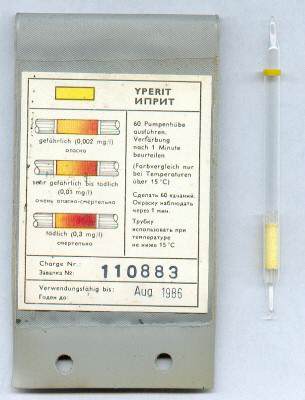 YPERIT
ИПРИТ
gefährlich (0,002 mg/l)
опасно
sehr gefährlich bis tödlich
(0,03 mg/l)
очень опасно-смертельно
tödlich (0,3 mg/l)
смертельно
60 Pumpenhübe
ausführen.
Verfärbung
nach 1 Minute
beurteilen
(Farbvergleich nur
bei Temperaturen
über 15°C)
Сделать 60 качаний.
Окраску наблюдать
через 1 мин.
Трубку
использовать при
температуре
не ниже 15°C
Charge Nr.:
Завалка №:
110883
Verwendungsfähig bis:
Годен до:
Aug 1986